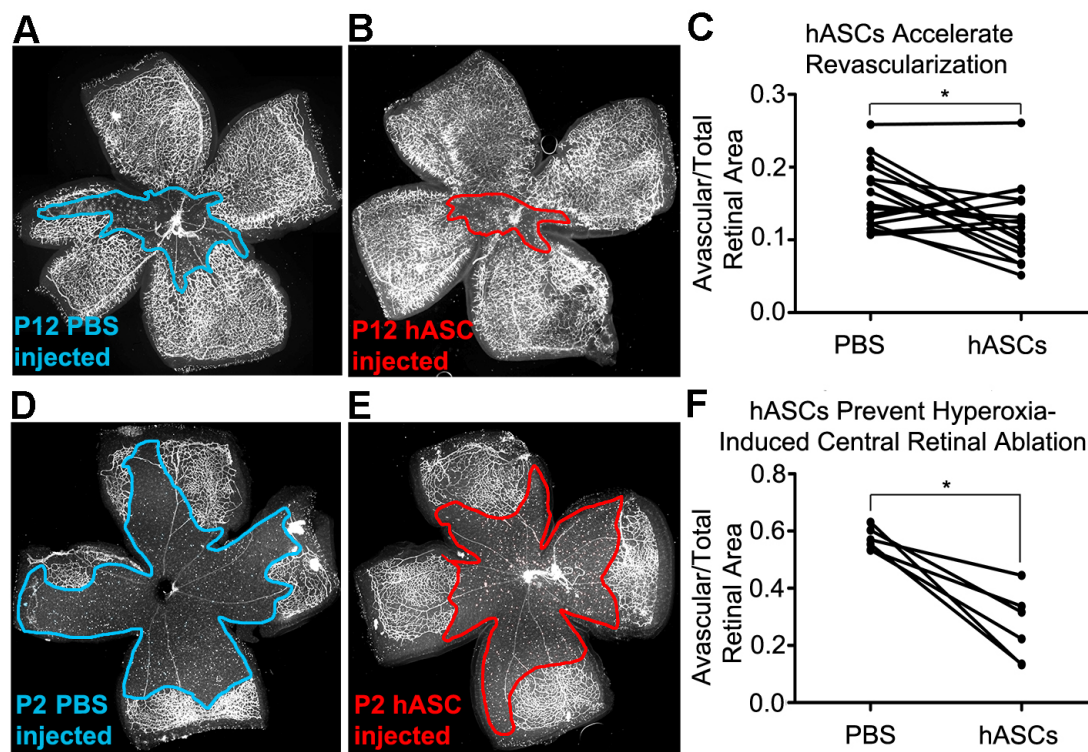 A
P12 PBS
injected
B
P12 hASC
injected
C
hASCs Accelerate
Revascularization
*
Avascular/Total
Retinal Area
0.3
0.2
0.1
0.0
PBS
hASCs
D
P2 PBS
injected
E
P2 hASC
injected
F
hASCs Prevent Hyperoxia-
Induced Central Retinal Ablation
*
Avascular/Total
Retinal Area
0.8
0.6
0.4
0.2
0.0
PBS
hASCs